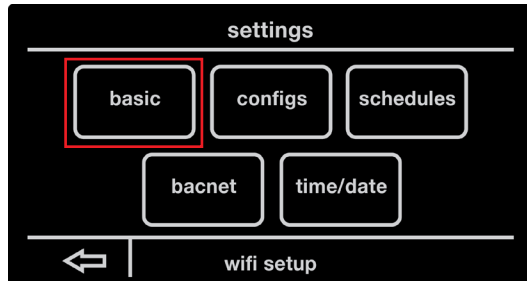 settings
basic configs schedules
bacnet time/date
wifi setup